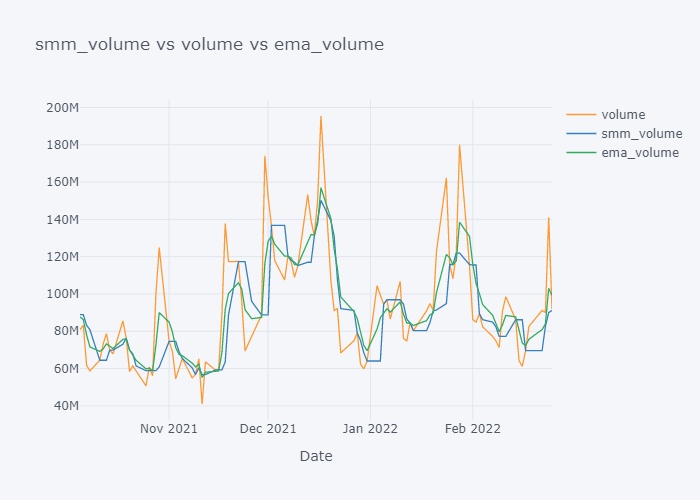 smm_volume vs volume vs ema_volume
200M
180M
160M
140M
120M
100M
80M
60M
40M
Nov 2021
Dec 2021
Jan 2022
Feb 2022
Date
volume
smm_volume
ema_volume